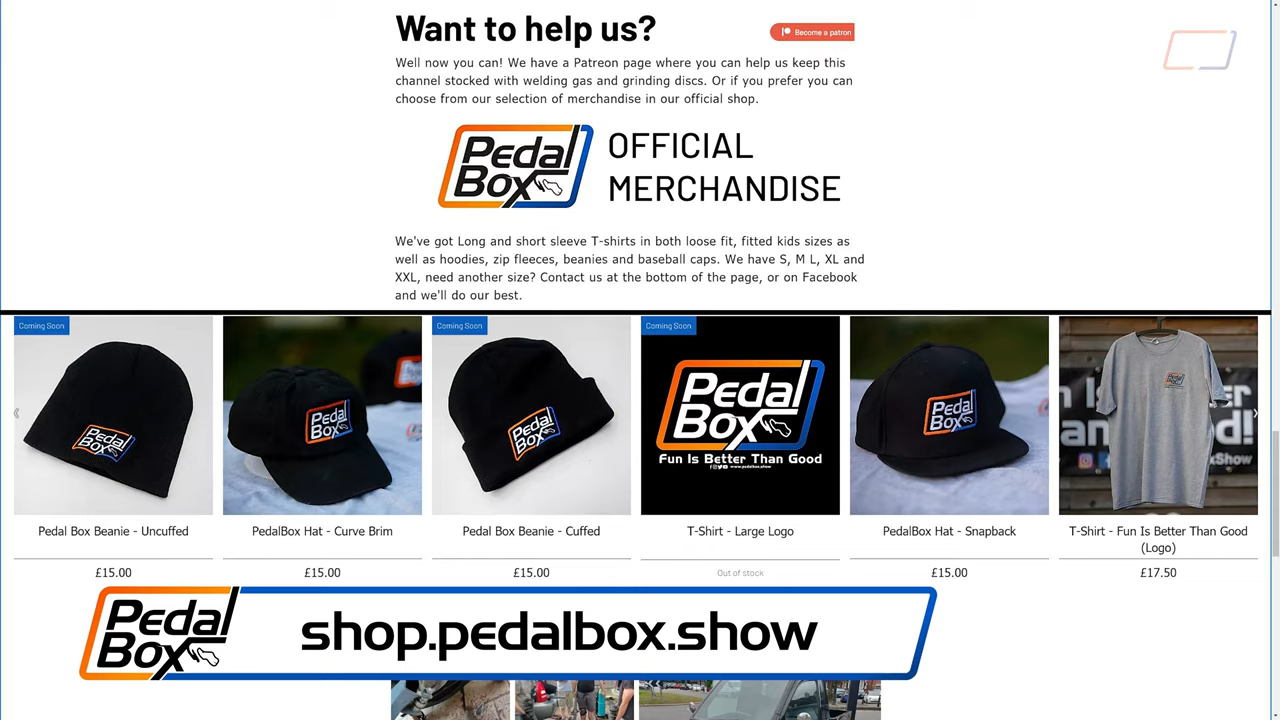 Want to help us?
Become a patron
Well now you can! We have a Patreon page where you can help us keep this
channel stocked with welding gas and grinding discs. Or if you prefer you can
choose from our selection of merchandise in our official shop.
Pedal
Box
OFFICIAL
MERCHANDISE
We've got Long and short sleeve T-shirts in both loose fit, fitted kids sizes as
well as hoodies, zip fleeces, beanies and baseball caps. We have S, M L, XL and
XXL, need another size? Contact us at the bottom of the page, or on Facebook
and we'll do our best.
Coming Soon
Pedal
Box
Pedal Box Beanie - Uncuffed
£15.00
Pedal
Box
PedalBox Hat - Curve Brim
£15.00
Coming Soon
Pedal
Box
Pedal Box Beanie - Cuffed
£15.00
Coming Soon
Pedal
Box
Fun Is Better Than Good
www.pedalbox.show
T-Shirt - Large Logo
Out of stock
Pedal
Box
PedalBox Hat - Snapback
£15.00
T-Shirt - Fun Is Better Than Good
(Logo)
£17.50
Pedal
Box
shop.pedalbox.show